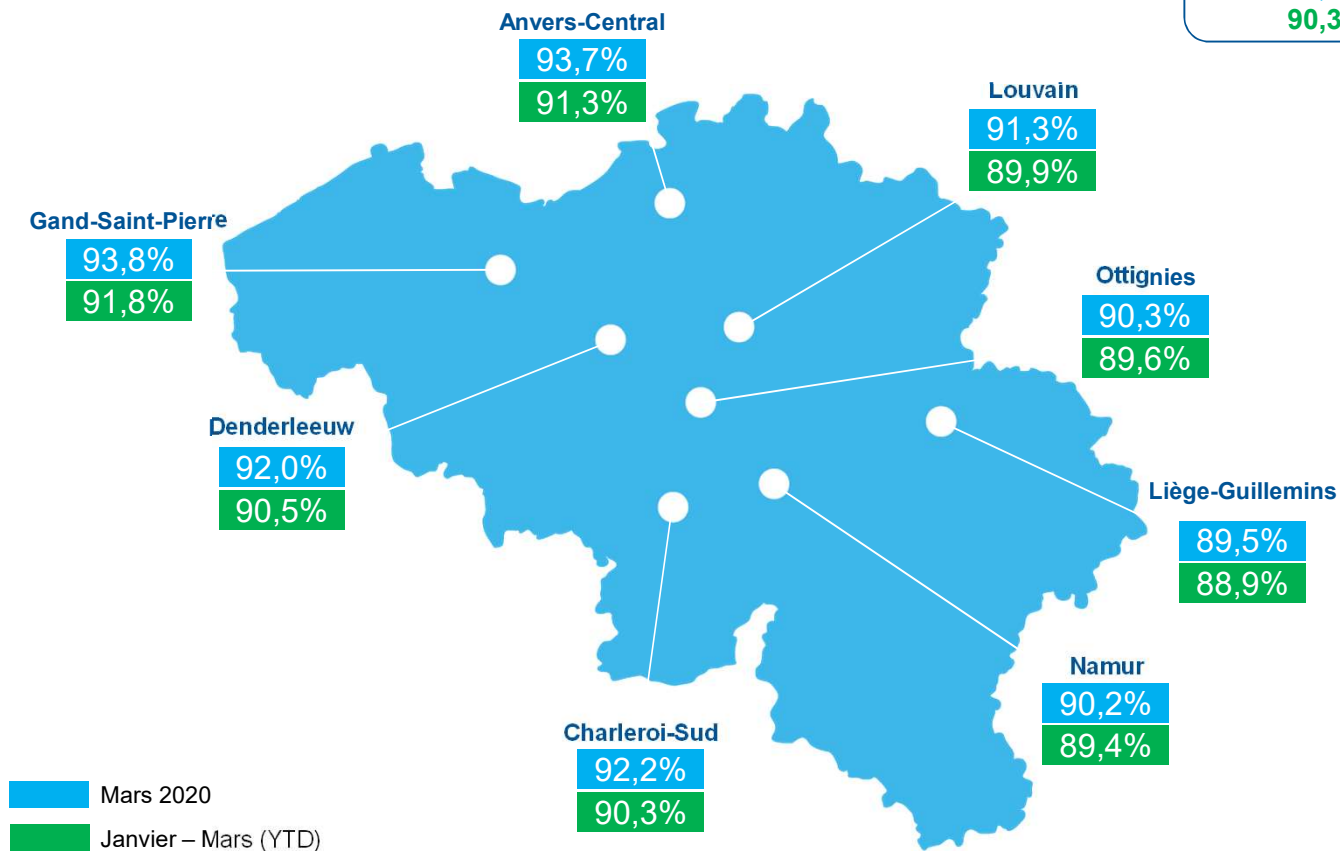 Anvers-Central
93,7%
91,3%
90,3
Louvain
91,3%
89,9%
Gand-Saint-Pierre
93,8%
91,8%
Ottignies
90,3%
89,6%
Denderleeuw
92,0%
90,5%
Liège-Guillemins
89,5%
88,9%
Namur
90,2%
89,4%
Charleroi-Sud
92,2%
90,3%
Mars 2020
Janvier – Mars (YTD)